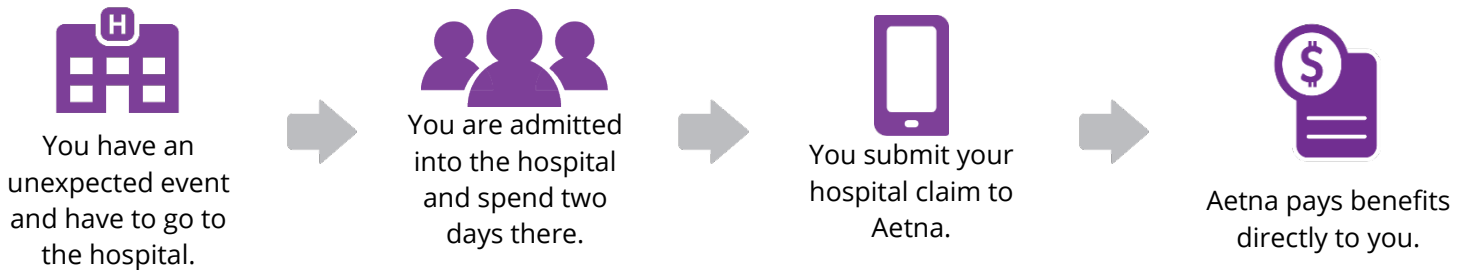 H
You have an
unexpected event
and have to go to
the hospital.
You are admitted
into the hospital
and spend two
days there.
You submit your
hospital claim to
Aetna.
$
Aetna pays benefits
directly to you.